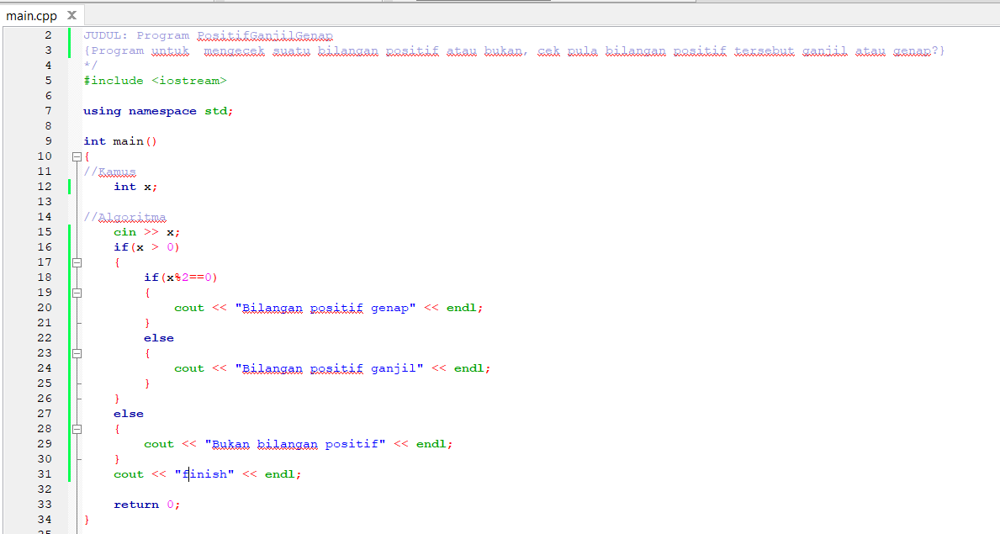 main.cpp X
2 JUDUL: Program PositifGanjilGenap
3 {Program untuk  mengecek suatu bilangan positif atau bukan, cek pula bilangan positif tersebut ganjil atau genap?}
4 */
5 #include <iostream>
6
7 using namespace std;
8
9 int main()
10 {
11 //Kamus
12     int x;
13
14 //Algoritma
15     cin >> x;
16     if(x > 0)
17     {
18         if(x%2==0)
19         {
20             cout << "Bilangan positif genap" << endl;
21         }
22         else
23         {
24             cout << "Bilangan positif ganjil" << endl;
25         }
26     }
27     else
28     {
29         cout << "Bukan bilangan positif" << endl;
30     }
31     cout << "finish" << endl;
32
33     return 0;
34 }